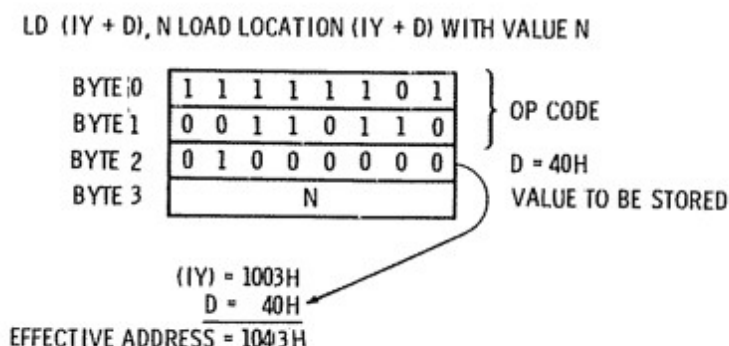 LD (IY + D), N LOAD LOCATION (IY + D) WITH VALUE N
BYTE 0 1 1 1 1 1 1 0 1
BYTE 1 0 0 1 1 0 1 1 0
OP CODE
BYTE 2 0 1 0 0 0 0 0 0 D = 40H
BYTE 3 N VALUE TO BE STORED
(IY) = 1003H
D = 40H
EFFECTIVE ADDRESS = 1043H